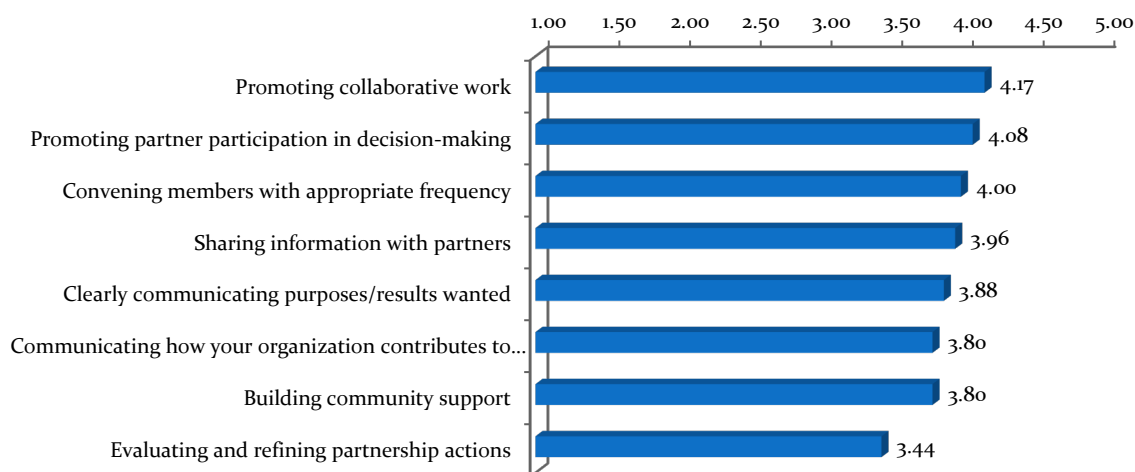 1.00 1.50 2.00 2.50 3.00 3.50 4.00 4.50 5.00
Promoting collaborative work 4.17
Promoting partner participation in decision-making 4.08
Convening members with appropriate frequency 4.00
Sharing information with partners 3.96
Clearly communicating purposes/results wanted 3.88
Communicating how your organization contributes to... 3.80
Building community support 3.80
Evaluating and refining partnership actions 3.44